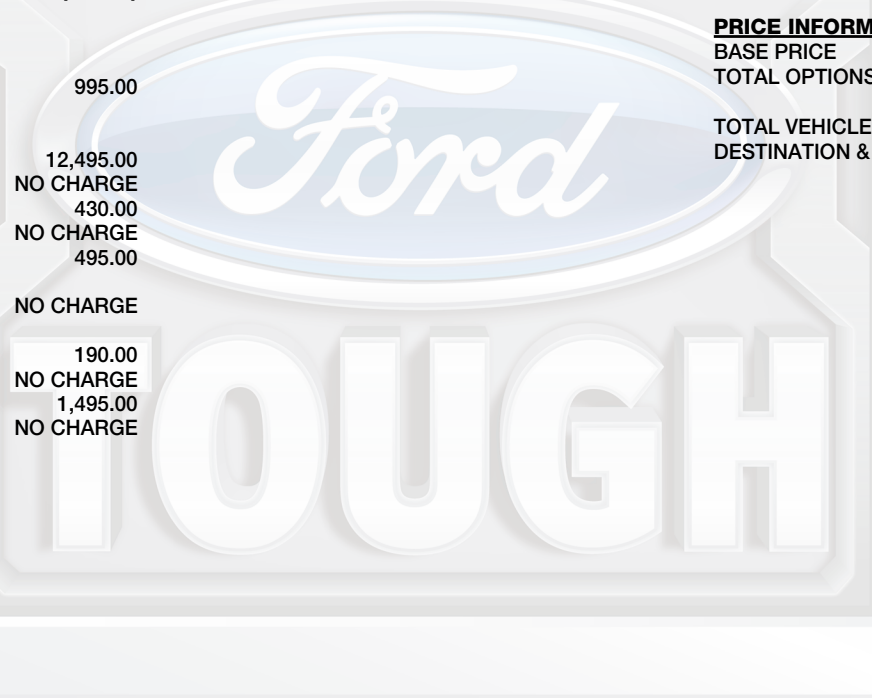 995.00
12,495.00
NO CHARGE
430.00
NO CHARGE
495.00
NO CHARGE
190.00
NO CHARGE
1,495.00
NO CHARGE
PRICE INFORM
BASE PRICE
TOTAL OPTIONS
TOTAL VEHICLE
DESTINATION &
Ford
TOUGH